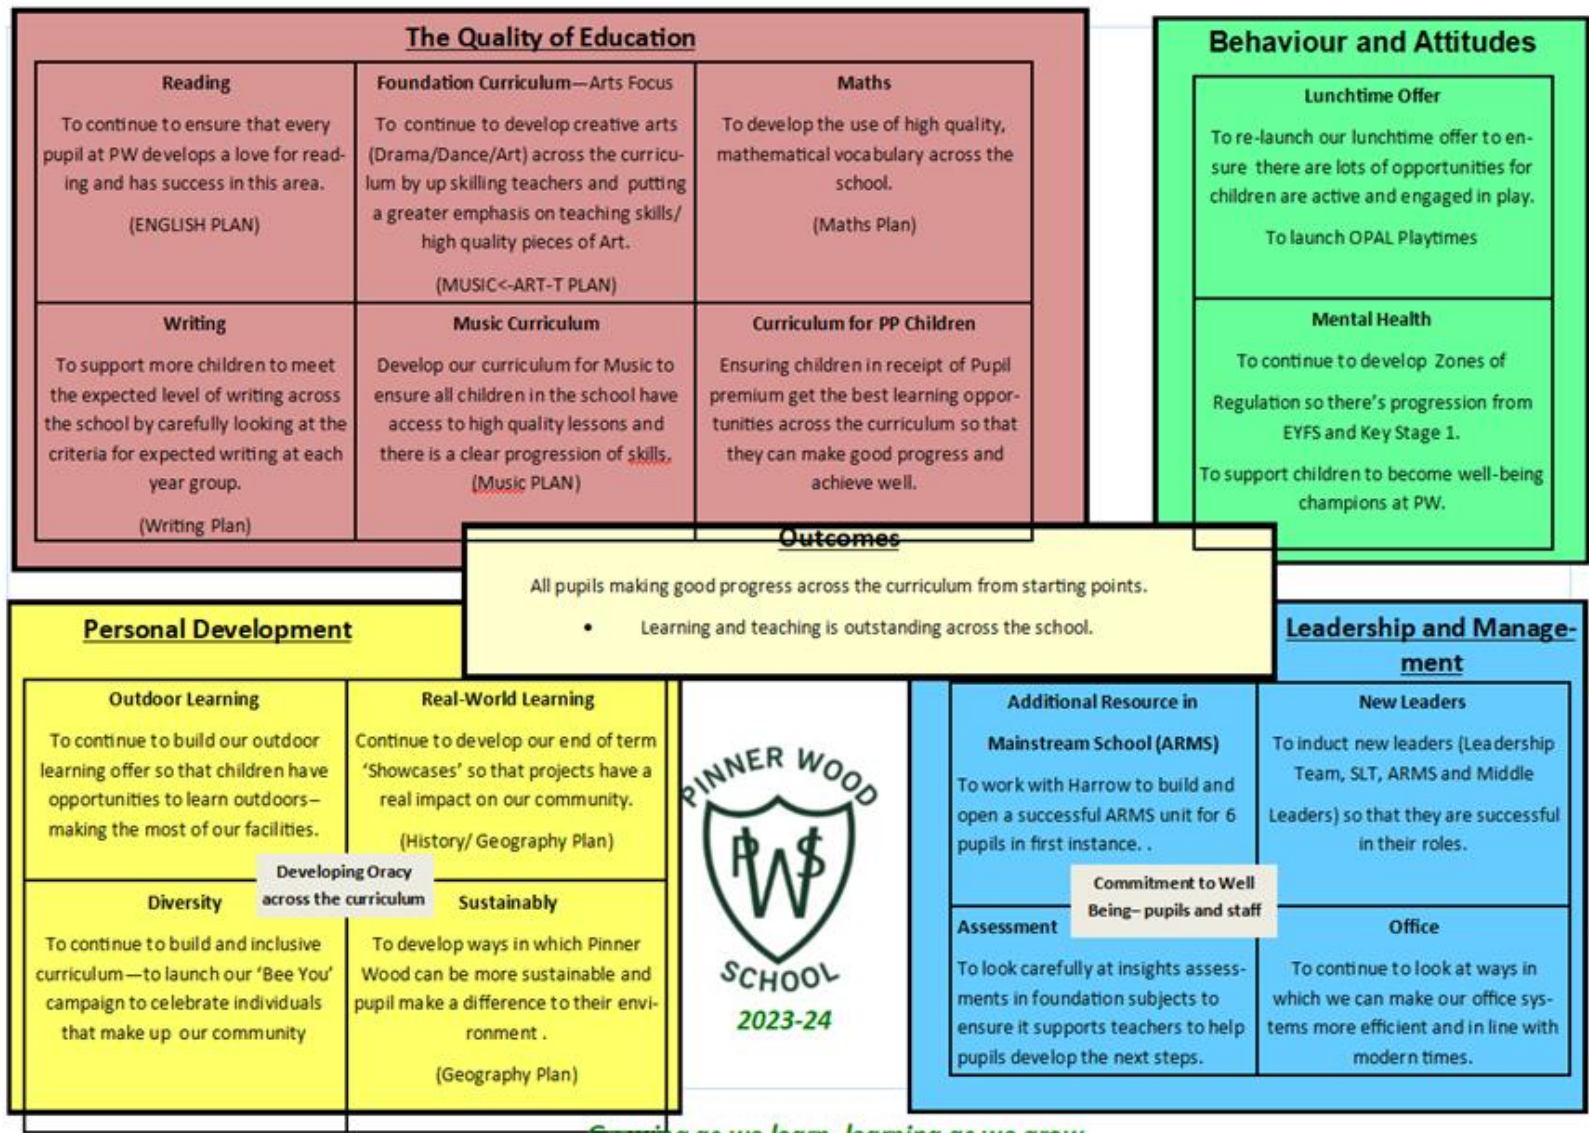 The Quality of Education
Reading
To continue to ensure that every
pupil at PW develops a love for read-
ing and has success in this area.
(ENGLISH PLAN)
Foundation Curriculum—Arts Focus
To continue to develop creative arts
(Drama/Dance/Art) across the curricu-
lum by up skilling teachers and putting
a greater emphasis on teaching skills/
high quality pieces of Art.
(MUSIC<-ART-T PLAN)
Maths
To develop the use of high quality,
mathematical vocabulary across the
school.
(Maths Plan)
Writing
To support more children to meet
the expected level of writing across
the school by carefully looking at the
criteria for expected writing at each
year group.
(Writing Plan)
Music Curriculum
Develop our curriculum for Music to
ensure all children in the school have
access to high quality lessons and
there is a clear progression of skills.
(Music PLAN)
Curriculum for PP Children
Ensuring children in receipt of Pupil
premium get the best learning oppor-
tunities across the curriculum so that
they can make good progress and
achieve well.
Behaviour and Attitudes
Lunchtime Offer
To re-launch our lunchtime offer to en-
sure there are lots of opportunities for
children are active and engaged in play.
To launch OPAL Playtimes
Mental Health
To continue to develop Zones of
Regulation so there's progression from
EYFS and Key Stage 1.
To support children to become well-being
champions at PW.
Outcomes
All pupils making good progress across the curriculum from starting points.
• Learning and teaching is outstanding across the school.
Personal Development
Outdoor Learning
To continue to build our outdoor
learning offer so that children have
opportunities to learn outdoors–
making the most of our facilities.
Real-World Learning
Continue to develop our end of term
‘Showcases’ so that projects have a
real impact on our community.
(History/ Geography Plan)
Developing Oracy
across the curriculum
Diversity
To continue to build and inclusive
curriculum—to launch our ‘Bee You’
campaign to celebrate individuals
that make up our community
Sustainably
To develop ways in which Pinner
Wood can be more sustainable and
pupil make a difference to their envi-
ronment .
(Geography Plan)
PINNER WOOD
PWS
SCHOOL
2023-24
Leadership and Manage-
ment
Additional Resource in
Mainstream School (ARMS)
To work with Harrow to build and
open a successful ARMS unit for 6
pupils in first instance. .
New Leaders
To induct new leaders (Leadership
Team, SLT, ARMS and Middle
Leaders) so that they are successful
in their roles.
Commitment to Well
Being– pupils and staff
Assessment
To look carefully at insights assess-
ments in foundation subjects to
ensure it supports teachers to help
pupils develop the next steps.
Office
To continue to look at ways in
which we can make our office sys-
tems more efficient and in line with
modern times.
Growing as we learn, learning as we grow